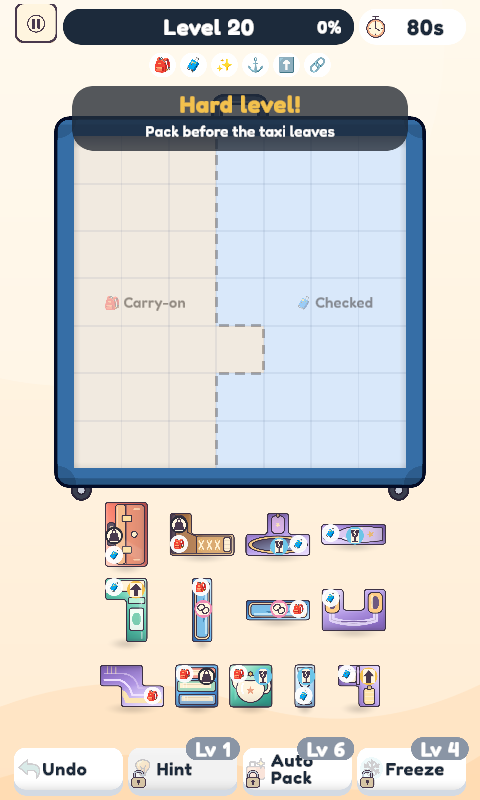 Level 20
0%
80s
Hard level!
Pack before the taxi leaves
Carry-on
Checked
XXX
Undo
Lv 1
Hint
Lv 6
Auto
Pack
Lv 4
Freeze